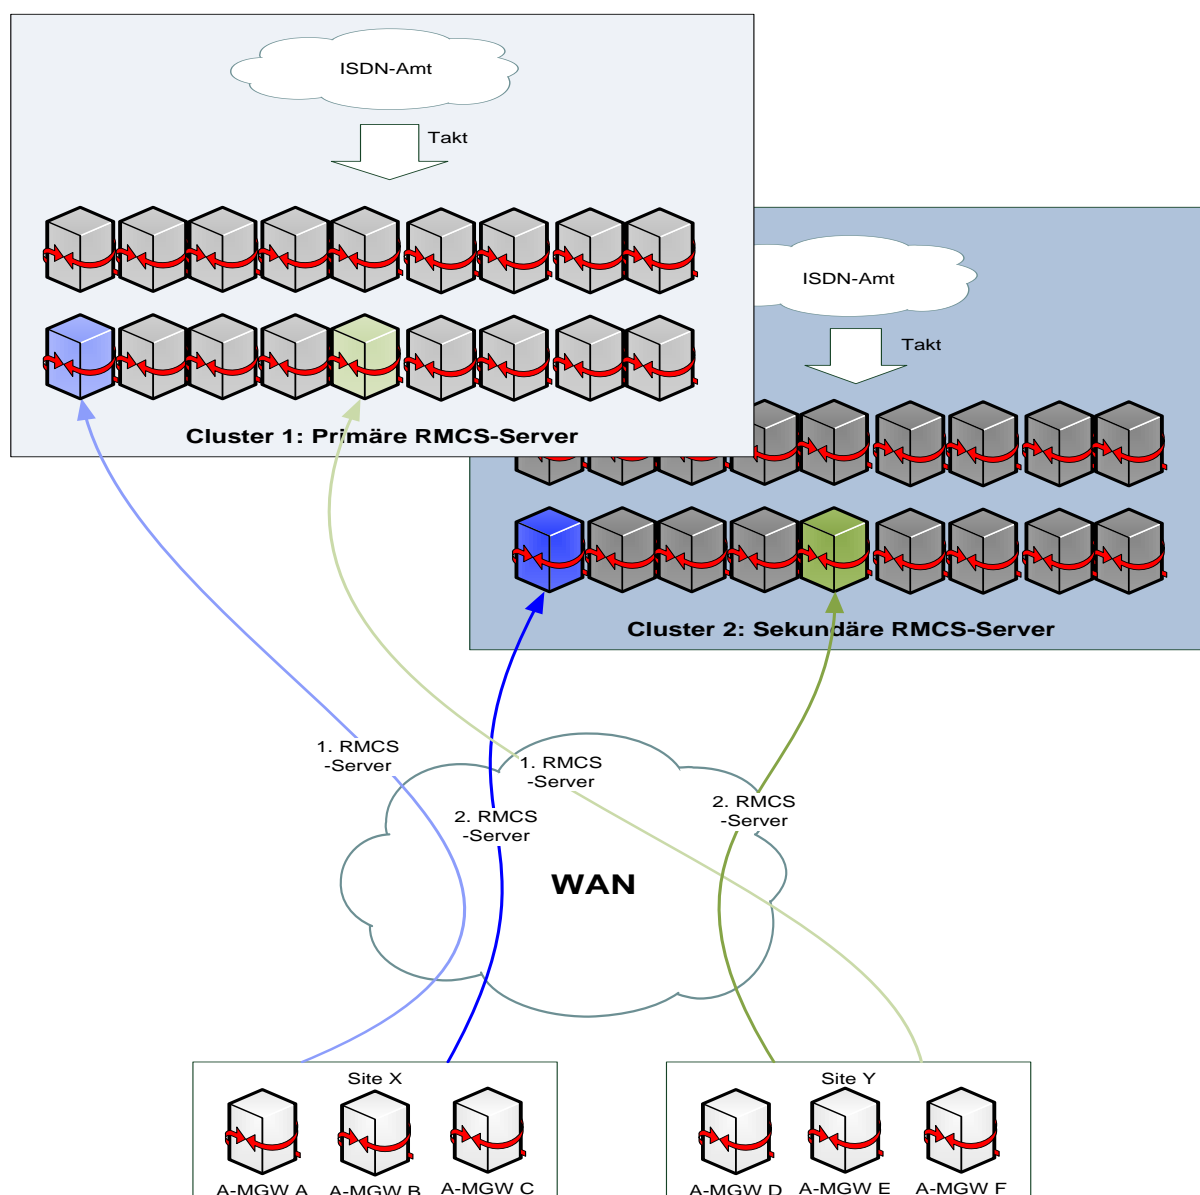 ISDN-Amt
Takt
Cluster 1: Primäre RMCS-Server
ISDN-Amt
Takt
Cluster 2: Sekundäre RMCS-Server
1. RMCS
-Server
1. RMCS
-Server
2. RMCS
-Server
2. RMCS
-Server
WAN
Site X
A-MGW A
A-MGW B
A-MGW C
Site Y
A-MGW D
A-MGW E
A-MGW F